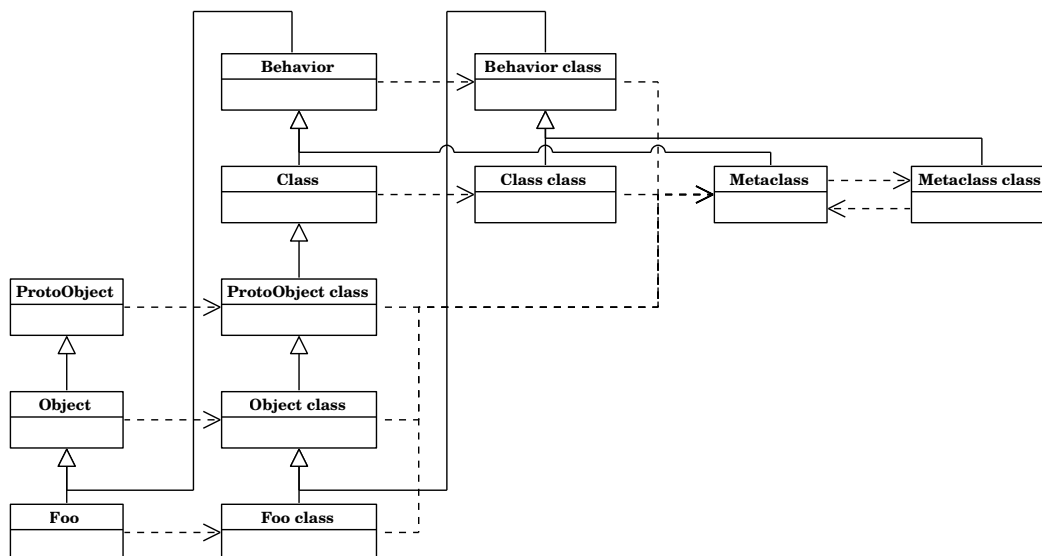 Behavior
Behavior class
Class
Class class
Metaclass
Metaclass class
ProtoObject
ProtoObject class
Object
Object class
Foo
Foo class